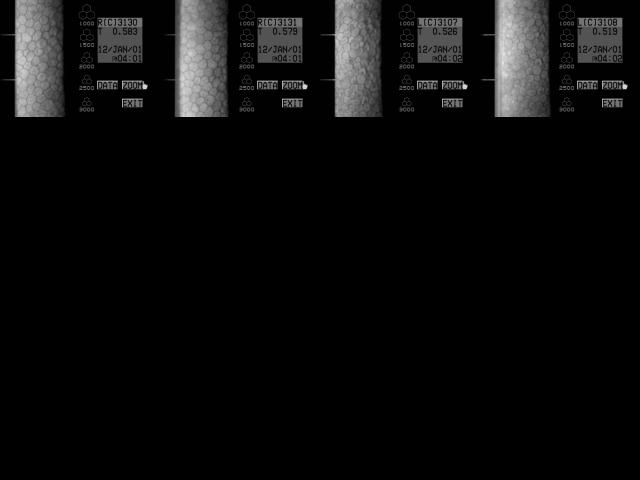 1000
R[C]3130
T 0.583
1500
12/JAN/01
PM04:01
2000
DATA ZOOM
2500
EXIT
3000
1000
R[C]3131
T 0.579
1500
12/JAN/01
PM04:01
2000
DATA ZOOM
2500
EXIT
3000
1000
L[C]3107
T 0.526
1500
12/JAN/01
PM04:02
2000
DATA ZOOM
2500
EXIT
3000
1000
L[C]3108
T 0.519
1500
12/JAN/01
PM04:02
2000
DATA ZOOM
2500
EXIT
3000